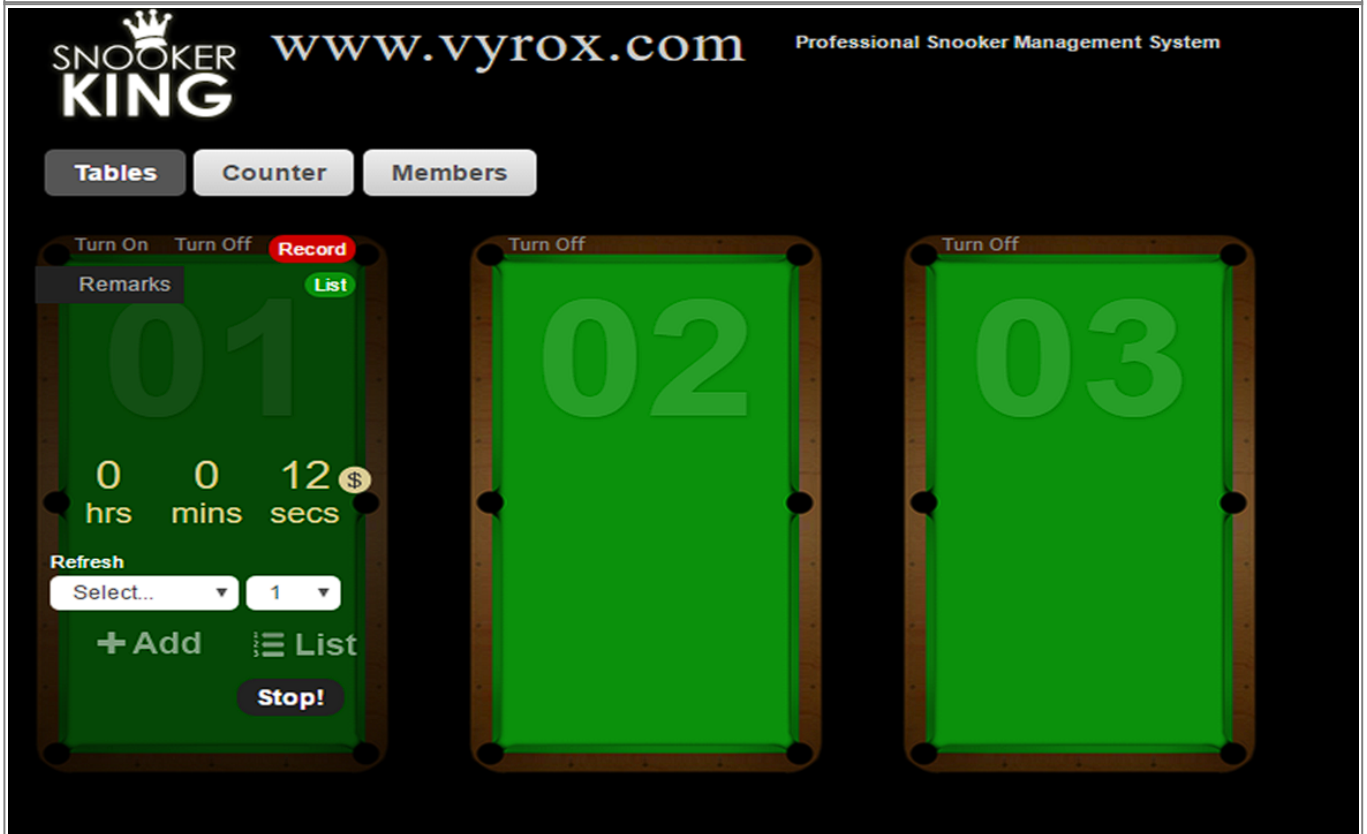 SNOOKER
KING
www.vyrox.com
Professional Snooker Management System
Tables Counter Members
Turn On Turn Off Record
Remarks List
01
0 0 12 $
hrs mins secs
Refresh
Select... 1
+ Add List
Stop!
Turn Off
02
Turn Off
03